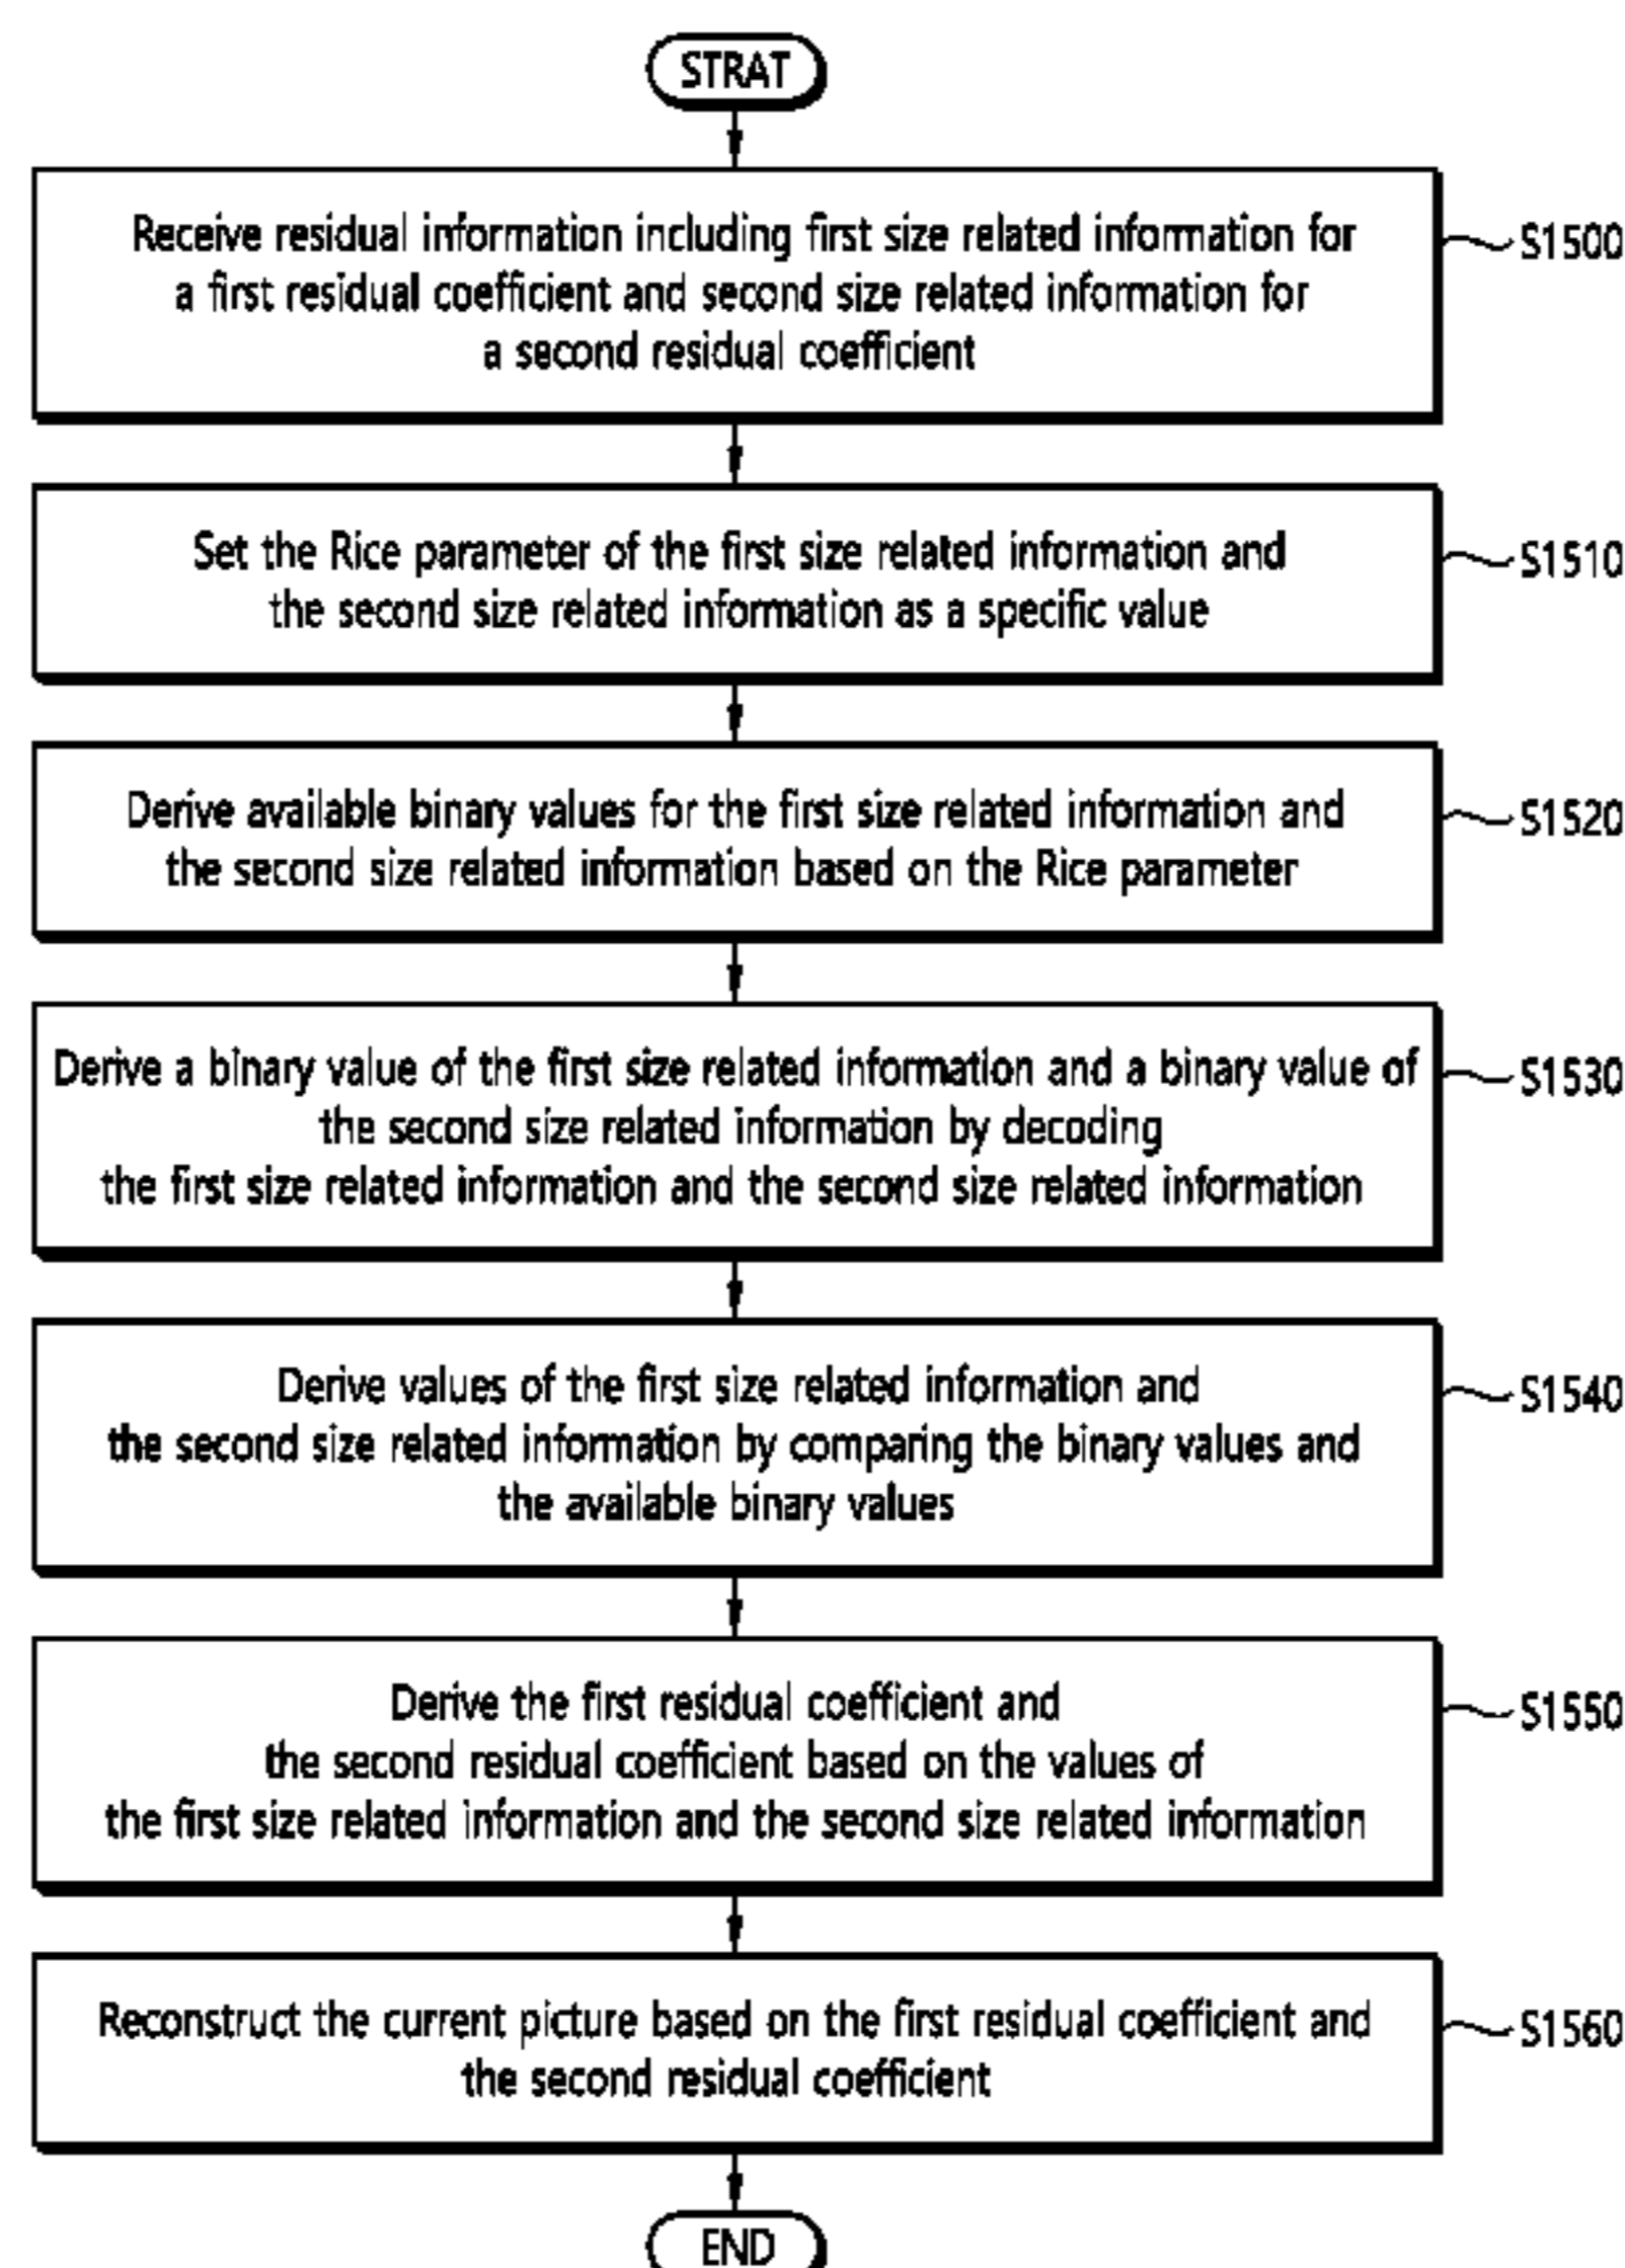 STRAT
Receive residual information including first size related information for
a first residual coefficient and second size related information for
a second residual coefficient
S1500
Set the Rice parameter of the first size related information and
the second size related information as a specific value
S1510
Derive available binary values for the first size related information and
the second size related information based on the Rice parameter
S1520
Derive a binary value of the first size related information and a binary value of
the second size related information by decoding
the first size related information and the second size related information
S1530
Derive values of the first size related information and
the second size related information by comparing the binary values and
the available binary values
S1540
Derive the first residual coefficient and
the second residual coefficient based on the values of
the first size related information and the second size related information
S1550
Reconstruct the current picture based on the first residual coefficient and
the second residual coefficient
S1560
END